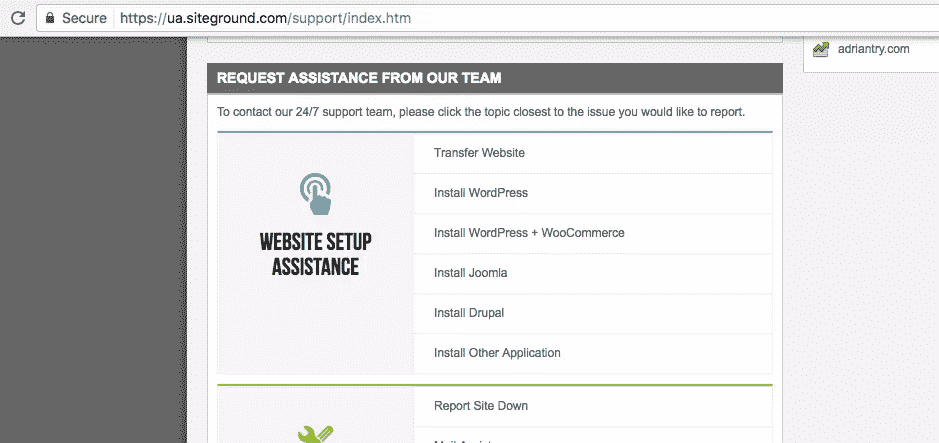 Secure https://ua.siteground.com/support/index.htm
adriantry.com
REQUEST ASSISTANCE FROM OUR TEAM
To contact our 24/7 support team, please click the topic closest to the issue you would like to report.
WEBSITE SETUP
ASSISTANCE
Transfer Website
Install WordPress
Install WordPress + WooCommerce
Install Joomla
Install Drupal
Install Other Application
Report Site Down